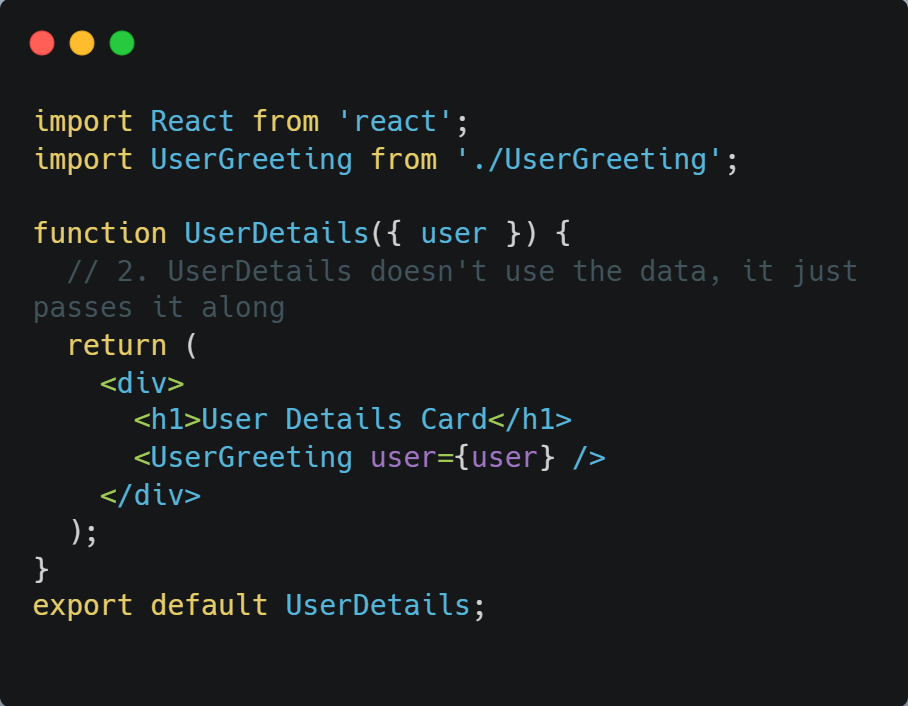 import React from 'react';
import UserGreeting from './UserGreeting';

function UserDetails({ user }) {
  // 2. UserDetails doesn't use the data, it just
passes it along
  return (
    <div>
      <h1>User Details Card</h1>
      <UserGreeting user={user} />
    </div>
  );
}
export default UserDetails;